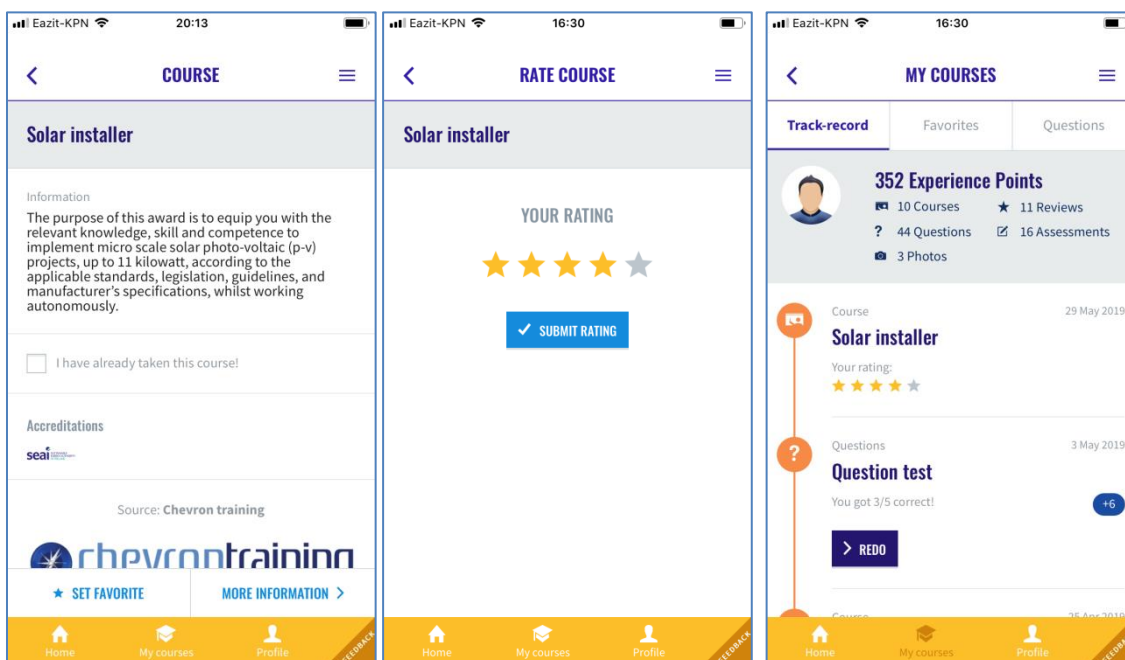 Eazit-KPN 20:13
COURSE
Solar installer
Information
The purpose of this award is to equip you with the
relevant knowledge, skill and competence to
implement micro scale solar photo-voltaic (p-v)
projects, up to 11 kilowatt, according to the
applicable standards, legislation, guidelines, and
manufacturer's specifications, whilst working
autonomously.
I have already taken this course!
Accreditations
seai
Source: Chevron training
chevrontraining
SET FAVORITE MORE INFORMATION
Home My courses Profile FEEDBACK
Eazit-KPN 16:30
RATE COURSE
Solar installer
YOUR RATING
SUBMIT RATING
Home My courses Profile FEEDBACK
Eazit-KPN 16:30
MY COURSES
Track-record Favorites Questions
352 Experience Points
10 Courses 11 Reviews
? 44 Questions 16 Assessments
3 Photos
Course 29 May 2019
Solar installer
Your rating:
Questions 3 May 2019
?
Question test
You got 3/5 correct!
+6
REDO
Course 25 Apr 2019
Home My courses Profile FEEDBACK